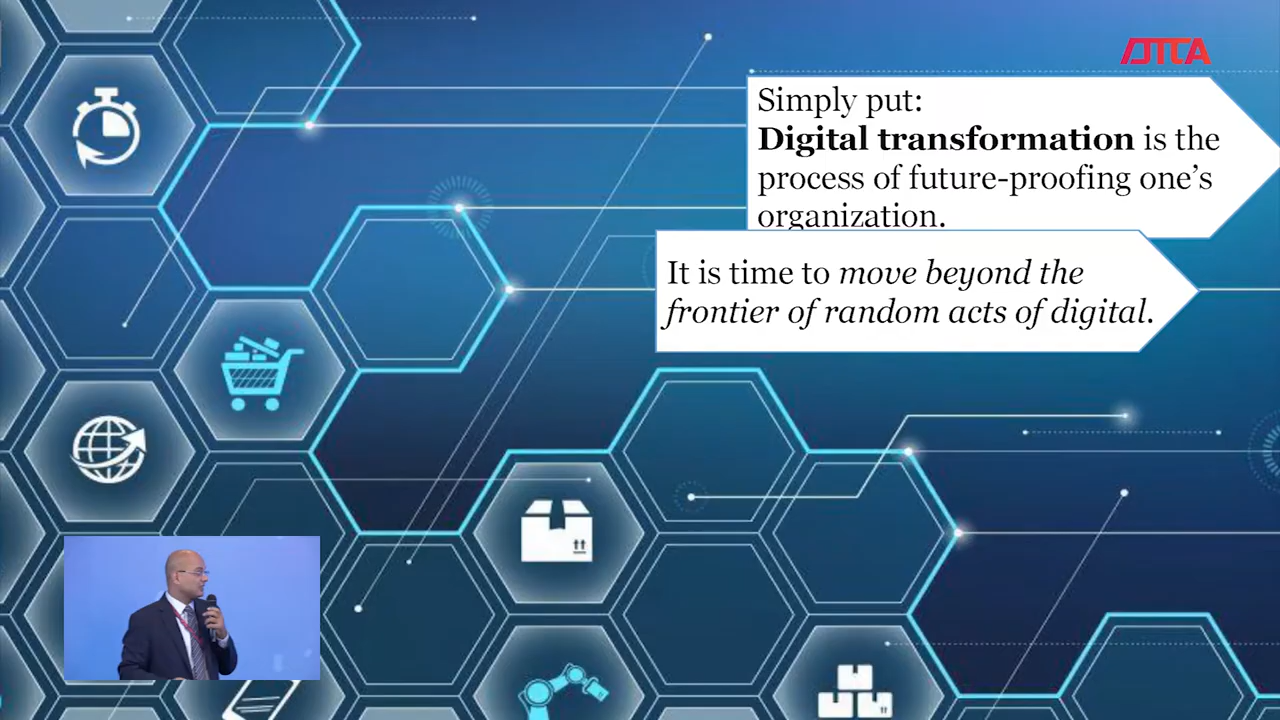 ADTCA
Simply put:
Digital transformation is the
process of future-proofing one’s
organization.
It is time to move beyond the
frontier of random acts of digital.